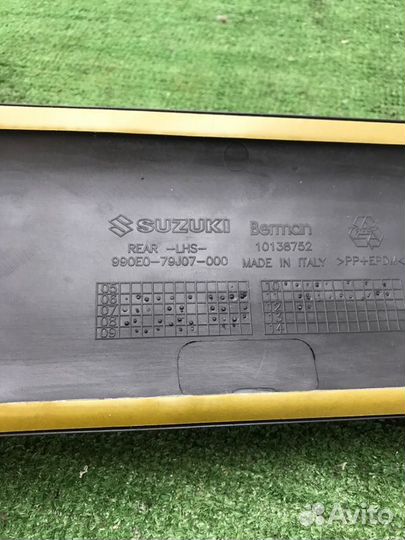 SUZUKI Berman
REAR -LHS- 10136752
990E0-79J07-000 MADE IN ITALY >PP+EPDM<
05 10
06 11
07 12
08 13
09 14
Avito